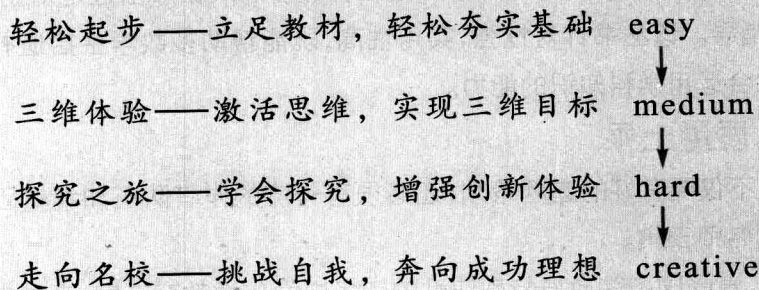 轻松起步——立足教材，轻松夯实基础 easy
三维体验——激活思维，实现三维目标 medium
探究之旅——学会探究，增强创新体验 hard
走向名校——挑战自我，奔向成功理想 creative